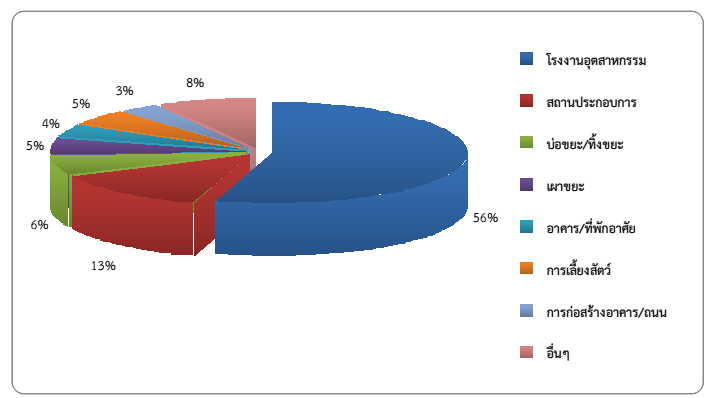 8%
3%
5%
4%
5%
6%
13%
56%
โรงงานอุตสาหกรรม
สถานประกอบการ
บ่อขยะ/ทิ้งขยะ
เผาขยะ
อาคาร/ที่พักอาศัย
การเลี้ยงสัตว์
การก่อสร้างอาคาร/ถนน
อื่นๆ